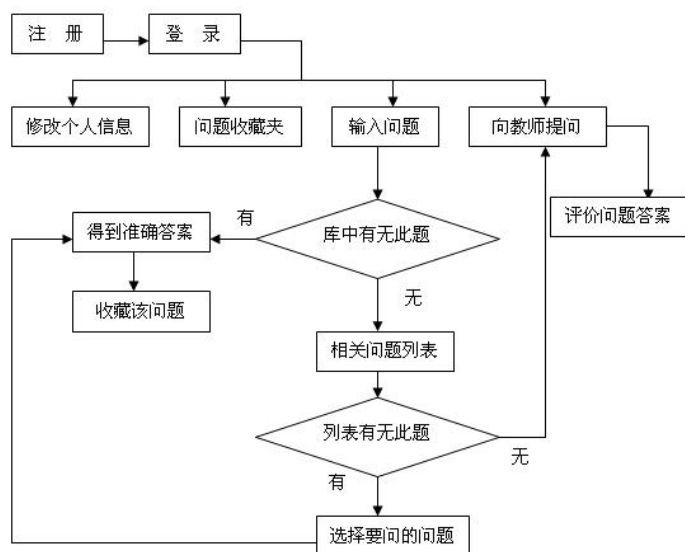 注 册
登 录
修改个人信息
问题收藏夹
输入问题
向教师提问
评价问题答案
得到准确答案
有
库中有无此题
收藏该问题
无
相关问题列表
列表有无此题
无
有
选择要问的问题